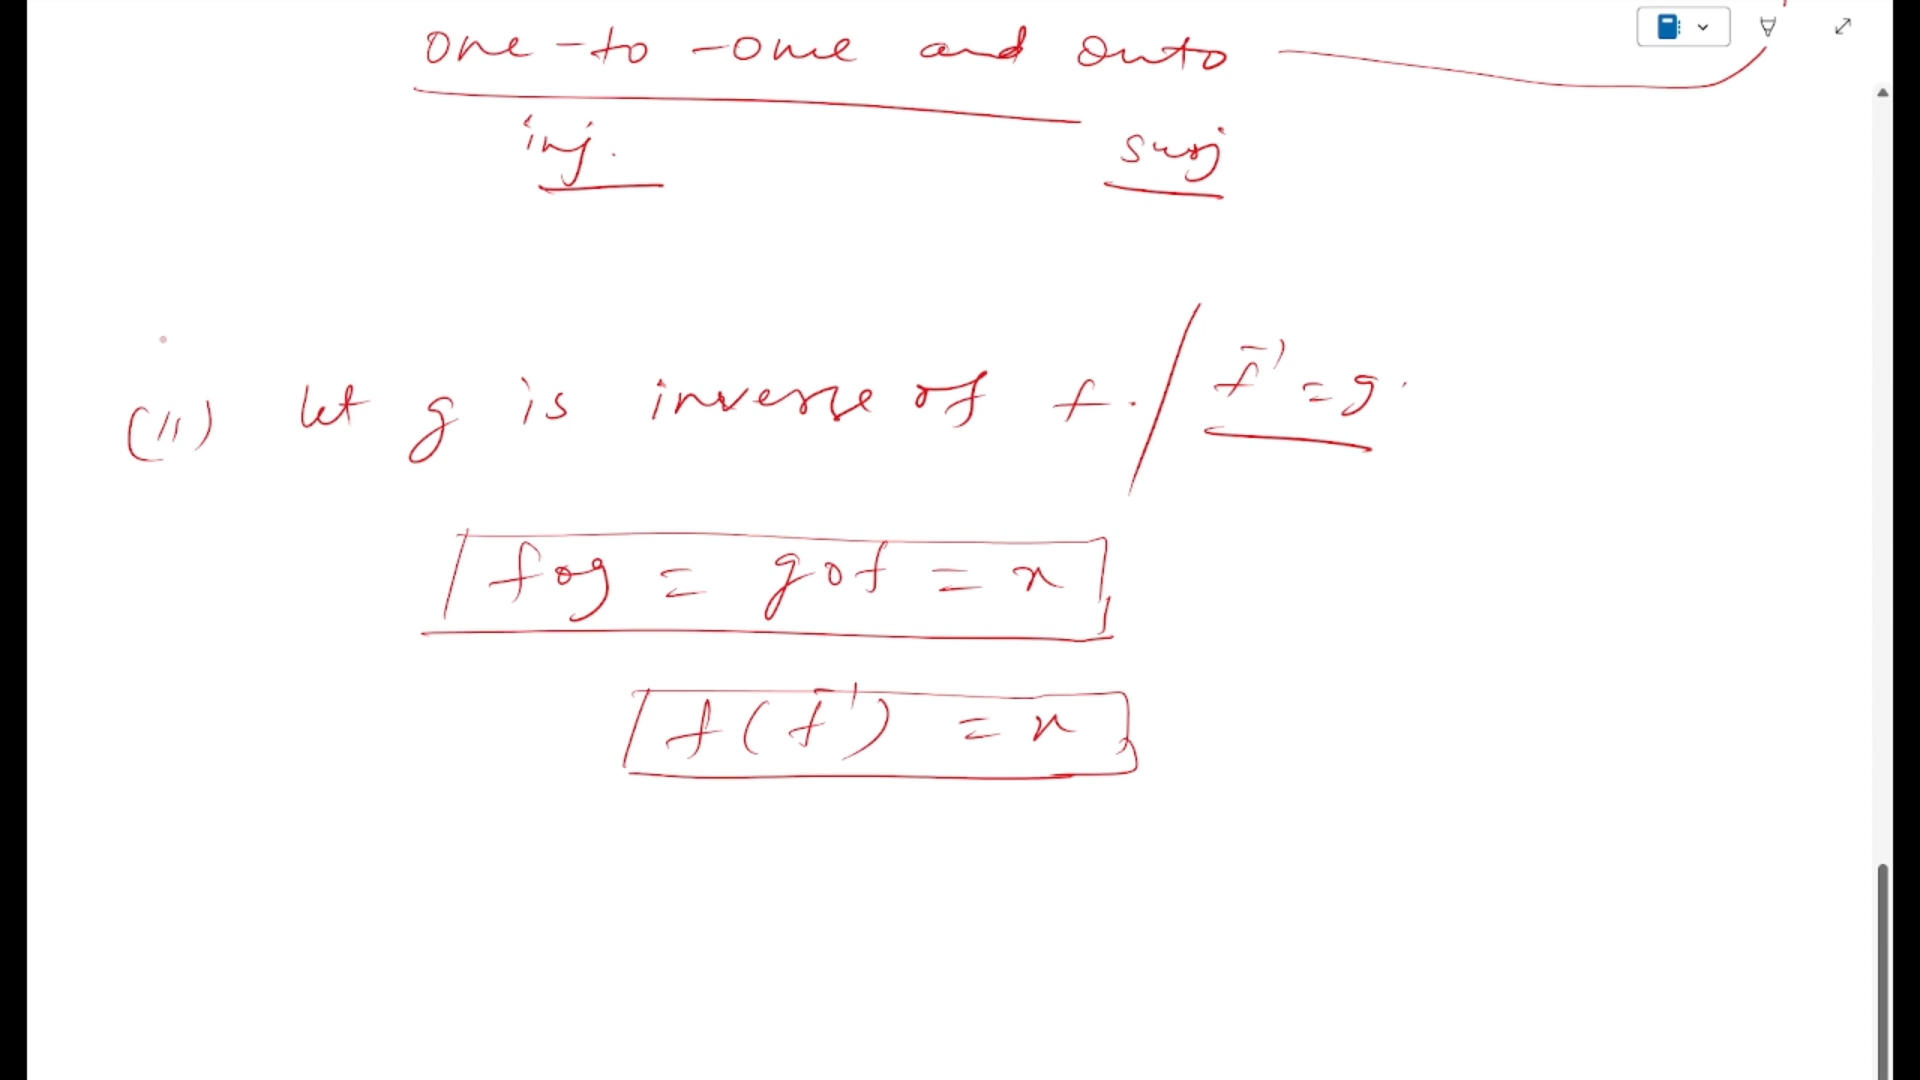 one-to-one and onto
inj. surj
(ii) let g is inverse of f. / f⁻¹ = g.
fog = gof = x
f(f⁻¹) = x